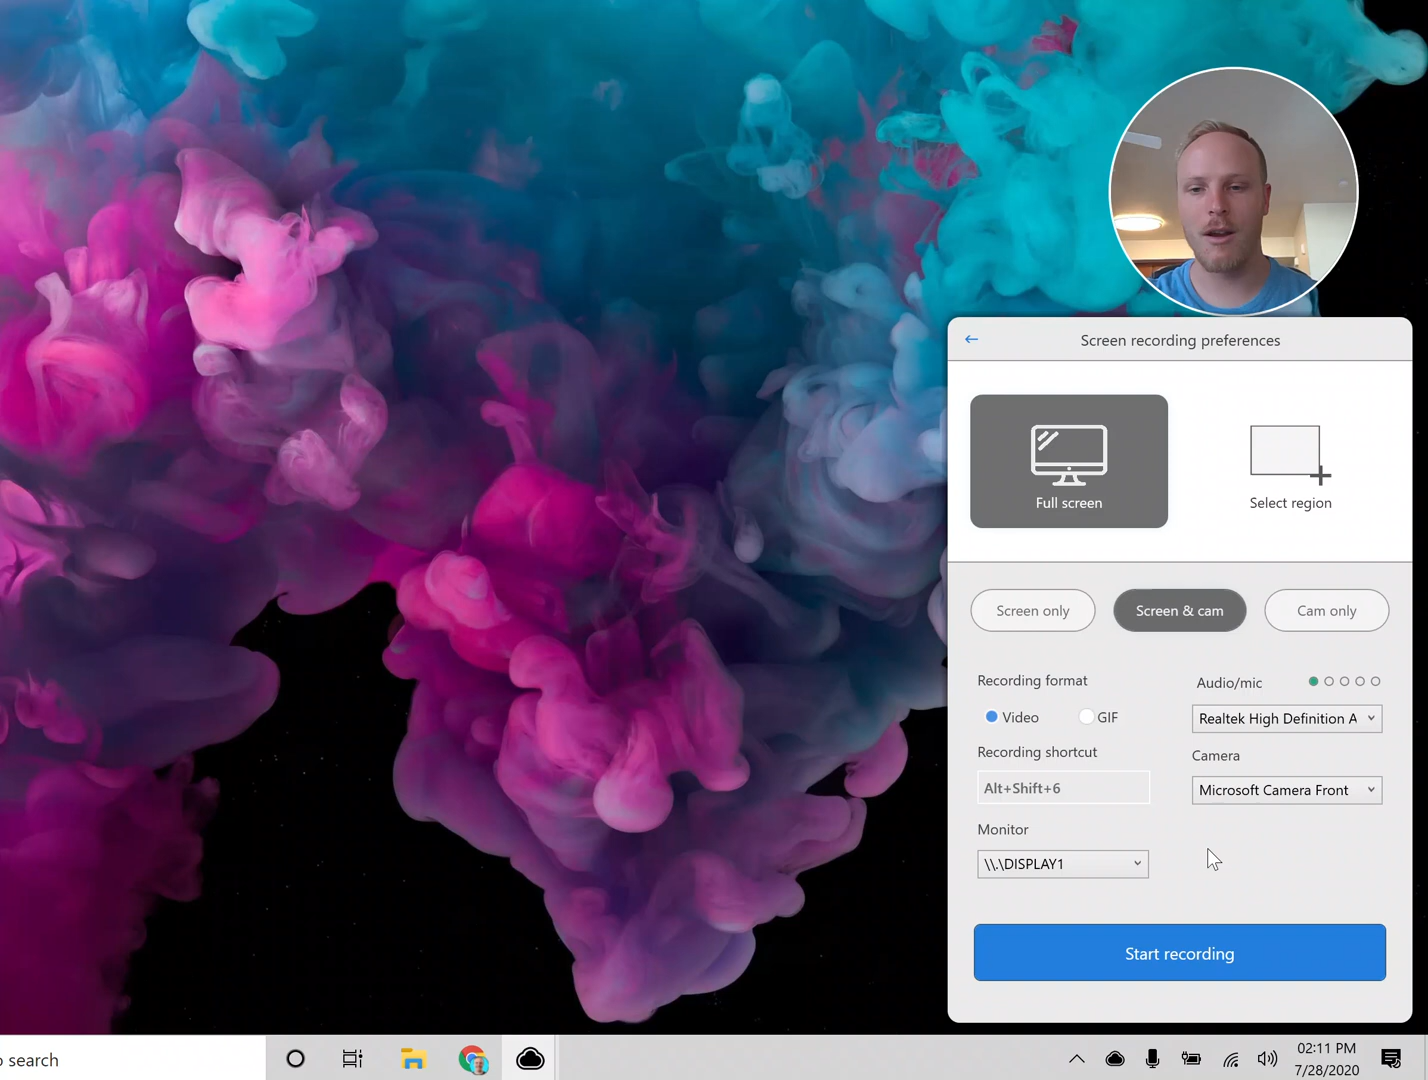 Screen recording preferences
Full screen
Select region
Screen only
Screen & cam
Cam only
Recording format
Audio/mic
Video
GIF
Realtek High Definition A
Recording shortcut
Camera
Alt+Shift+6
Microsoft Camera Front
Monitor
\\.\DISPLAY1
Start recording
search
02:11 PM
7/28/2020